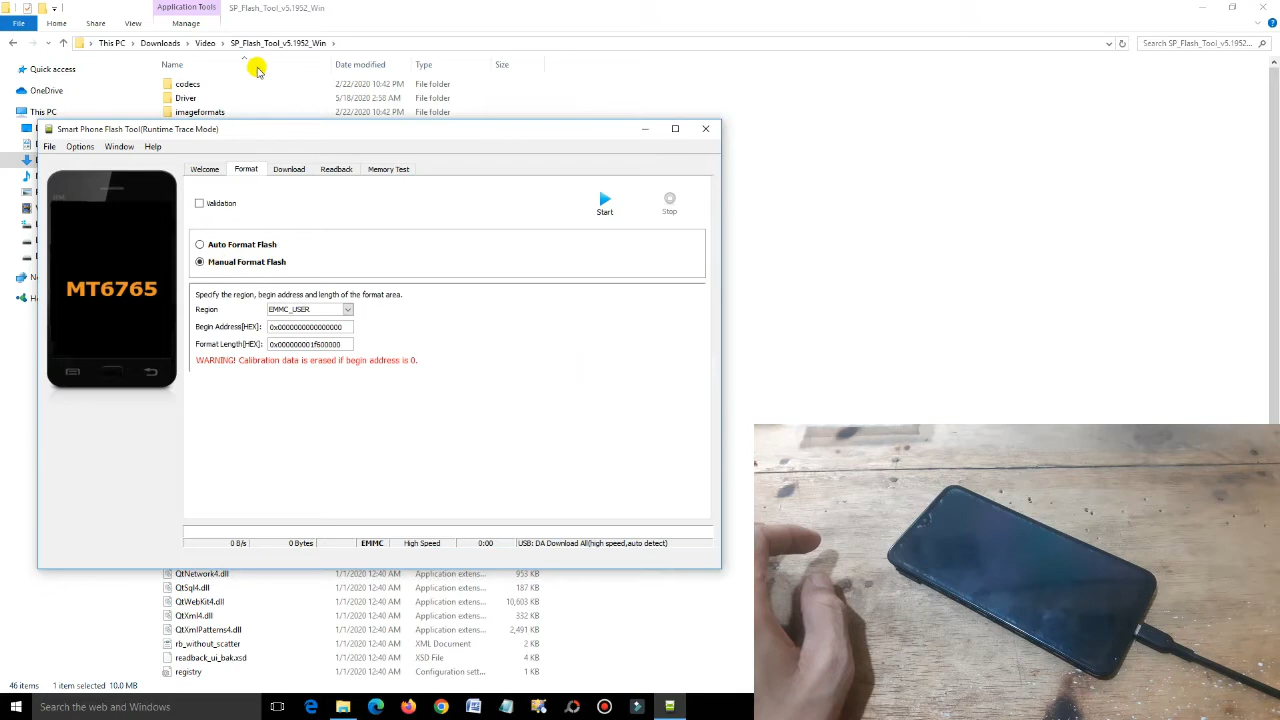 Application Tools SP_Flash_Tool_v5.1952_Win
File Home Share View Manage
This PC Downloads Video SP_Flash_Tool_v5.1952_Win Search SP_Flash_Tool_v5.1952...
Name Date modified Type Size
Quick access
OneDrive
This PC
codecs 2/22/2020 10:42 PM File folder
Driver 5/18/2020 2:58 AM File folder
imageformats 2/22/2020 10:42 PM File folder
Smart Phone Flash Tool(Runtime Trace Mode)
File Options Window Help
Welcome Format Download Readback Memory Test
Validation
Start Stop
Auto Format Flash
Manual Format Flash
MT6765
Specify the region, begin address and length of the format area.
Region EMMC_USER
Begin Address[HEX]: 0x0000000000000000
Format Length[HEX]: 0x000000001f600000
WARNING! Calibration data is erased if begin address is 0.
0 B/s 0 Bytes EMMC High Speed 0:00 USB: DA Download All(high speed,auto detect)
QtNetwork4.dll 1/1/2020 12:40 AM Application extens... 953 KB
QtSql4.dll 1/1/2020 12:40 AM Application extens... 187 KB
QtWebKit4.dll 1/1/2020 12:40 AM Application extens... 10,603 KB
QtXml4.dll 1/1/2020 12:40 AM Application extens... 332 KB
QtXmlPatterns4.dll 1/1/2020 12:40 AM Application extens... 2,491 KB
rb_without_scatter 1/1/2020 12:40 AM XML Document 2 KB
readback_ui_bak.xsd 1/1/2020 12:40 AM XSD File 4 KB
registry 1/1/2020 12:40 AM Configuration sett... 1 KB
46 items 1 item selected 10.0 MB
Search the web and Windows